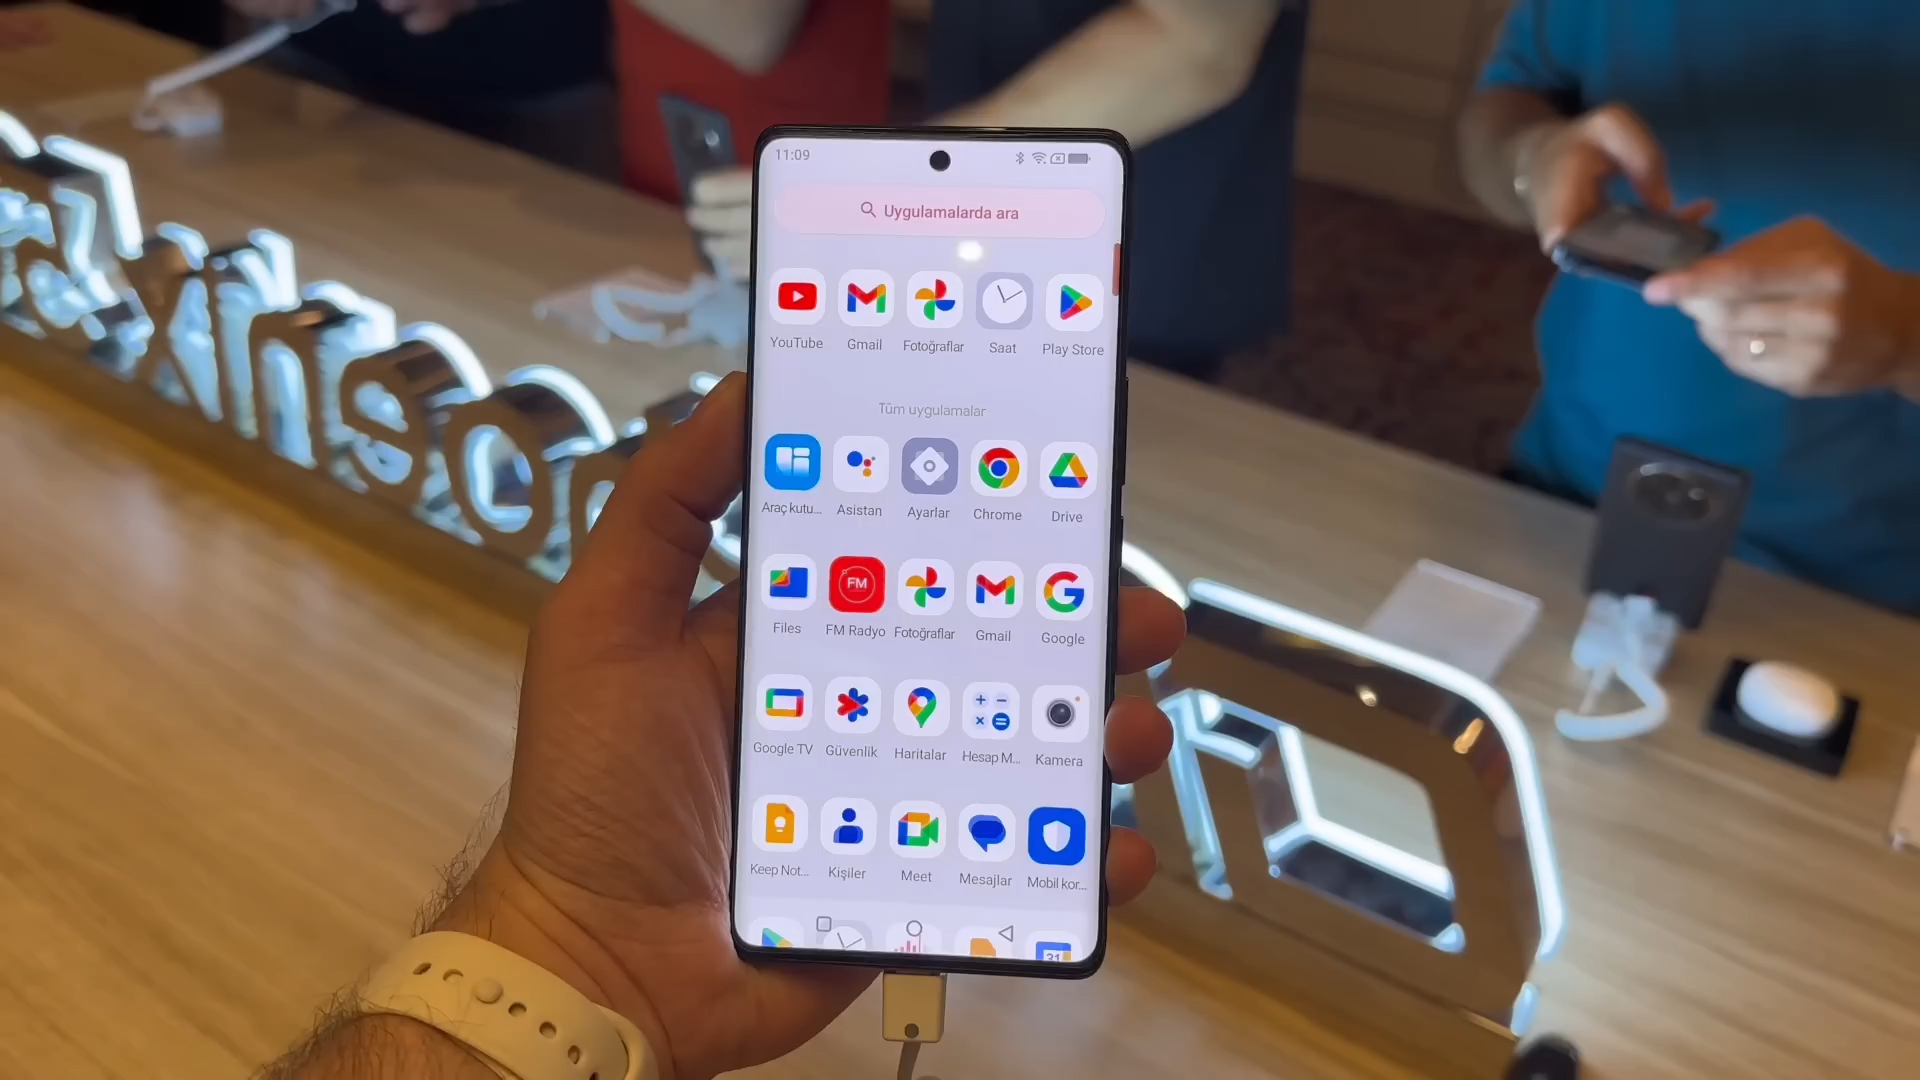 11:09
Uygulamalarda ara
YouTube
Gmail
Fotoğraflar
Saat
Play Store
Tüm uygulamalar
Araç kutu...
Asistan
Ayarlar
Chrome
Drive
Files
FM
FM Radyo
Fotoğraflar
Gmail
Google
Google TV
Güvenlik
Haritalar
Hesap M...
Kamera
Keep Not...
Kişiler
Meet
Mesajlar
Mobil kor...
31